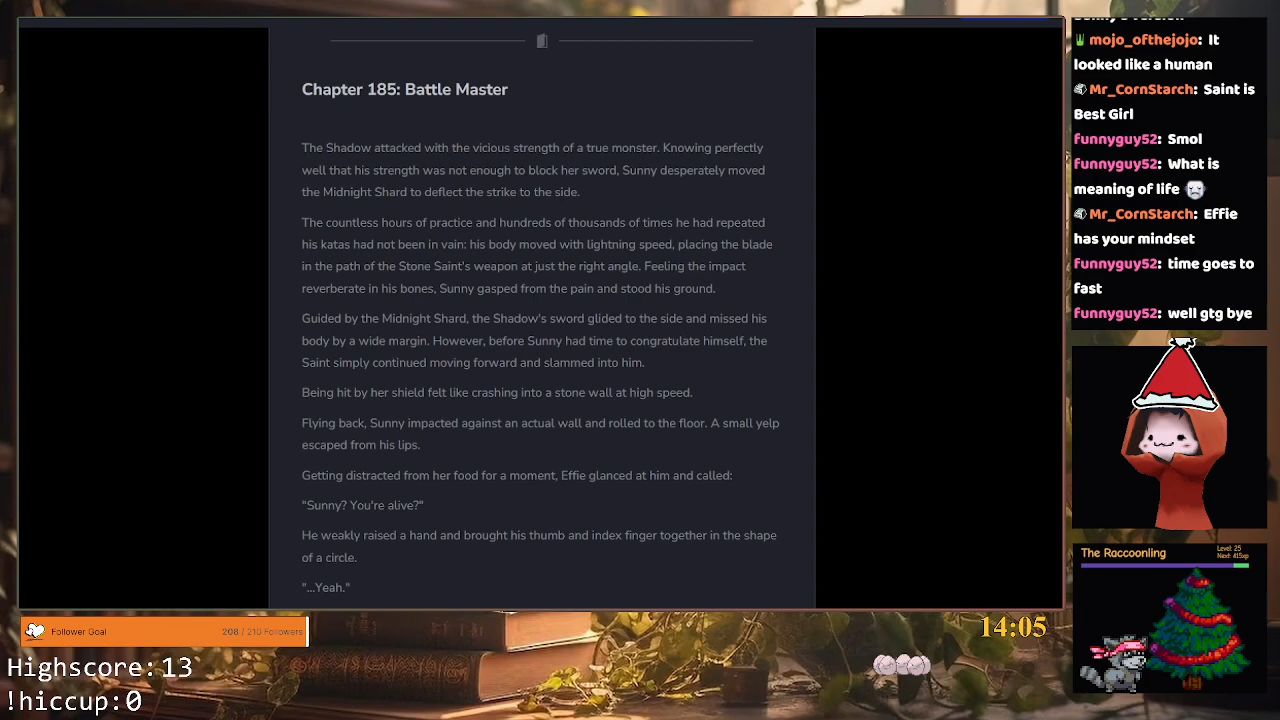 Chapter 185: Battle Master
The Shadow attacked with the vicious strength of a true monster. Knowing perfectly
well that his strength was not enough to block her sword, Sunny desperately moved
the Midnight Shard to deflect the strike to the side.
The countless hours of practice and hundreds of thousands of times he had repeated
his katas had not been in vain: his body moved with lightning speed, placing the blade
in the path of the Stone Saint's weapon at just the right angle. Feeling the impact
reverberate in his bones, Sunny gasped from the pain and stood his ground.
Guided by the Midnight Shard, the Shadow's sword glided to the side and missed his
body by a wide margin. However, before Sunny had time to congratulate himself, the
Saint simply continued moving forward and slammed into him.
Being hit by her shield felt like crashing into a stone wall at high speed.
Flying back, Sunny impacted against an actual wall and rolled to the floor. A small yelp
escaped from his lips.
Getting distracted from her food for a moment, Effie glanced at him and called:
"Sunny? You're alive?"
He weakly raised a hand and brought his thumb and index finger together in the shape
of a circle.
"...Yeah."
mojo_ofthejojo: It
looked like a human
Mr_CornStarch: Saint is
Best Girl
funnyguy52: Smol
funnyguy52: What is
meaning of life
Mr_CornStarch: Effie
has your mindset
funnyguy52: time goes to
fast
funnyguy52: well gtg bye
The Raccoonling
Level: 25
Next: 415xp
Follower Goal
208 / 210 Followers
14:05
Highscore:13
!hiccup:0